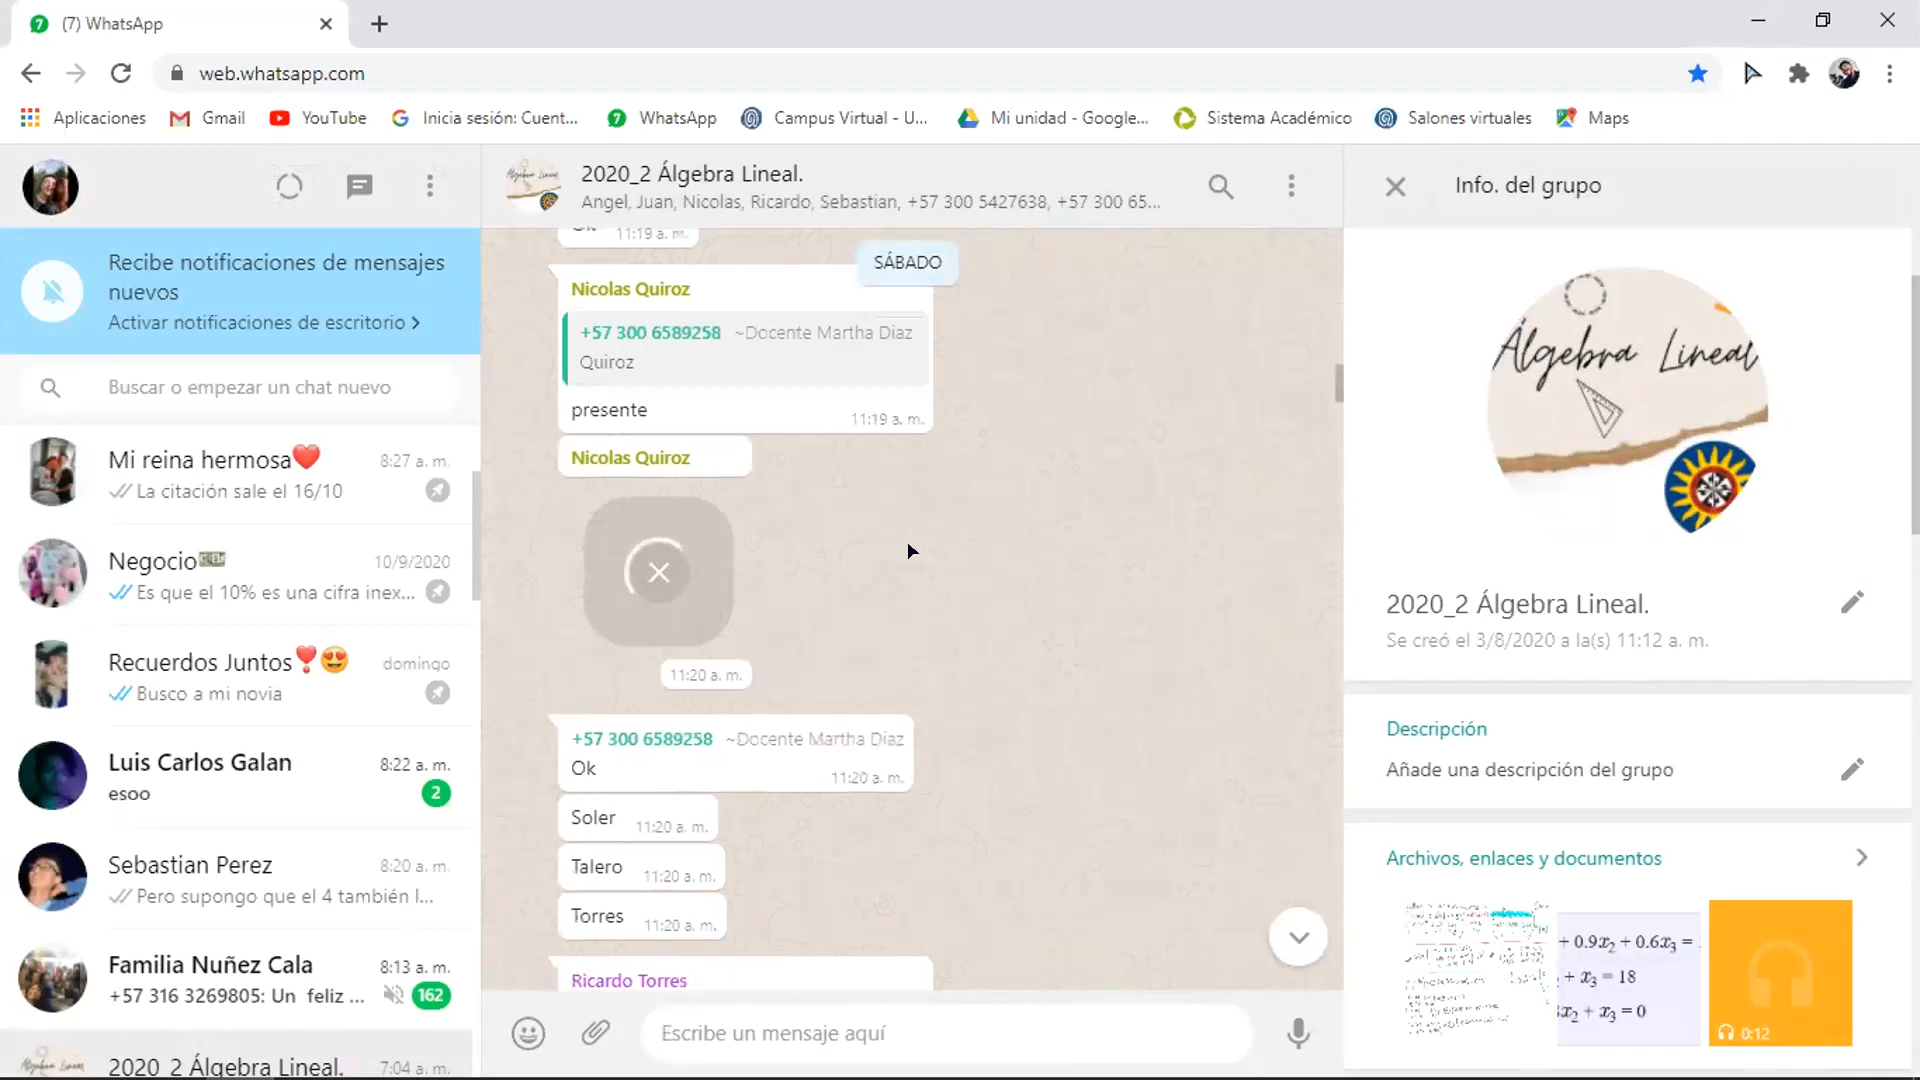 (7) WhatsApp
web.whatsapp.com
Aplicaciones
Gmail
YouTube
Inicia sesión: Cuent...
WhatsApp
Campus Virtual - U...
Mi unidad - Google...
Sistema Académico
Salones virtuales
Maps
Recibe notificaciones de mensajes
nuevos
Activar notificaciones de escritorio >
Buscar o empezar un chat nuevo
Mi reina hermosa❤️ 8:27 a. m.
La citación sale el 16/10
Negocio💵 10/9/2020
Es que el 10% es una cifra inex...
Recuerdos Juntos❣️😍 domingo
Busco a mi novia
Luis Carlos Galan 8:22 a. m.
esoo 2
Sebastian Perez 8:20 a. m.
Pero supongo que el 4 también l...
Familia Nuñez Cala 8:13 a. m.
+57 316 3269805: Un feliz ... 162
2020_2 Álgebra Lineal. 7:04 a. m.
2020_2 Álgebra Lineal.
Angel, Juan, Nicolas, Ricardo, Sebastian, +57 300 5427638, +57 300 65...
11:19 a. m.
SÁBADO
Nicolas Quiroz
+57 300 6589258 ~Docente Martha Diaz
Quiroz
presente 11:19 a. m.
Nicolas Quiroz
11:20 a. m.
+57 300 6589258 ~Docente Martha Diaz
Ok 11:20 a. m.
Soler 11:20 a. m.
Talero 11:20 a. m.
Torres 11:20 a. m.
Ricardo Torres
Escribe un mensaje aquí
Info. del grupo
Álgebra Lineal
2020_2 Álgebra Lineal.
Se creó el 3/8/2020 a la(s) 11:12 a. m.
Descripción
Añade una descripción del grupo
Archivos, enlaces y documentos
+ 0.9x₂ + 0.6x₃ =
+ x₃ = 18
x₂ + x₃ = 0
0:12